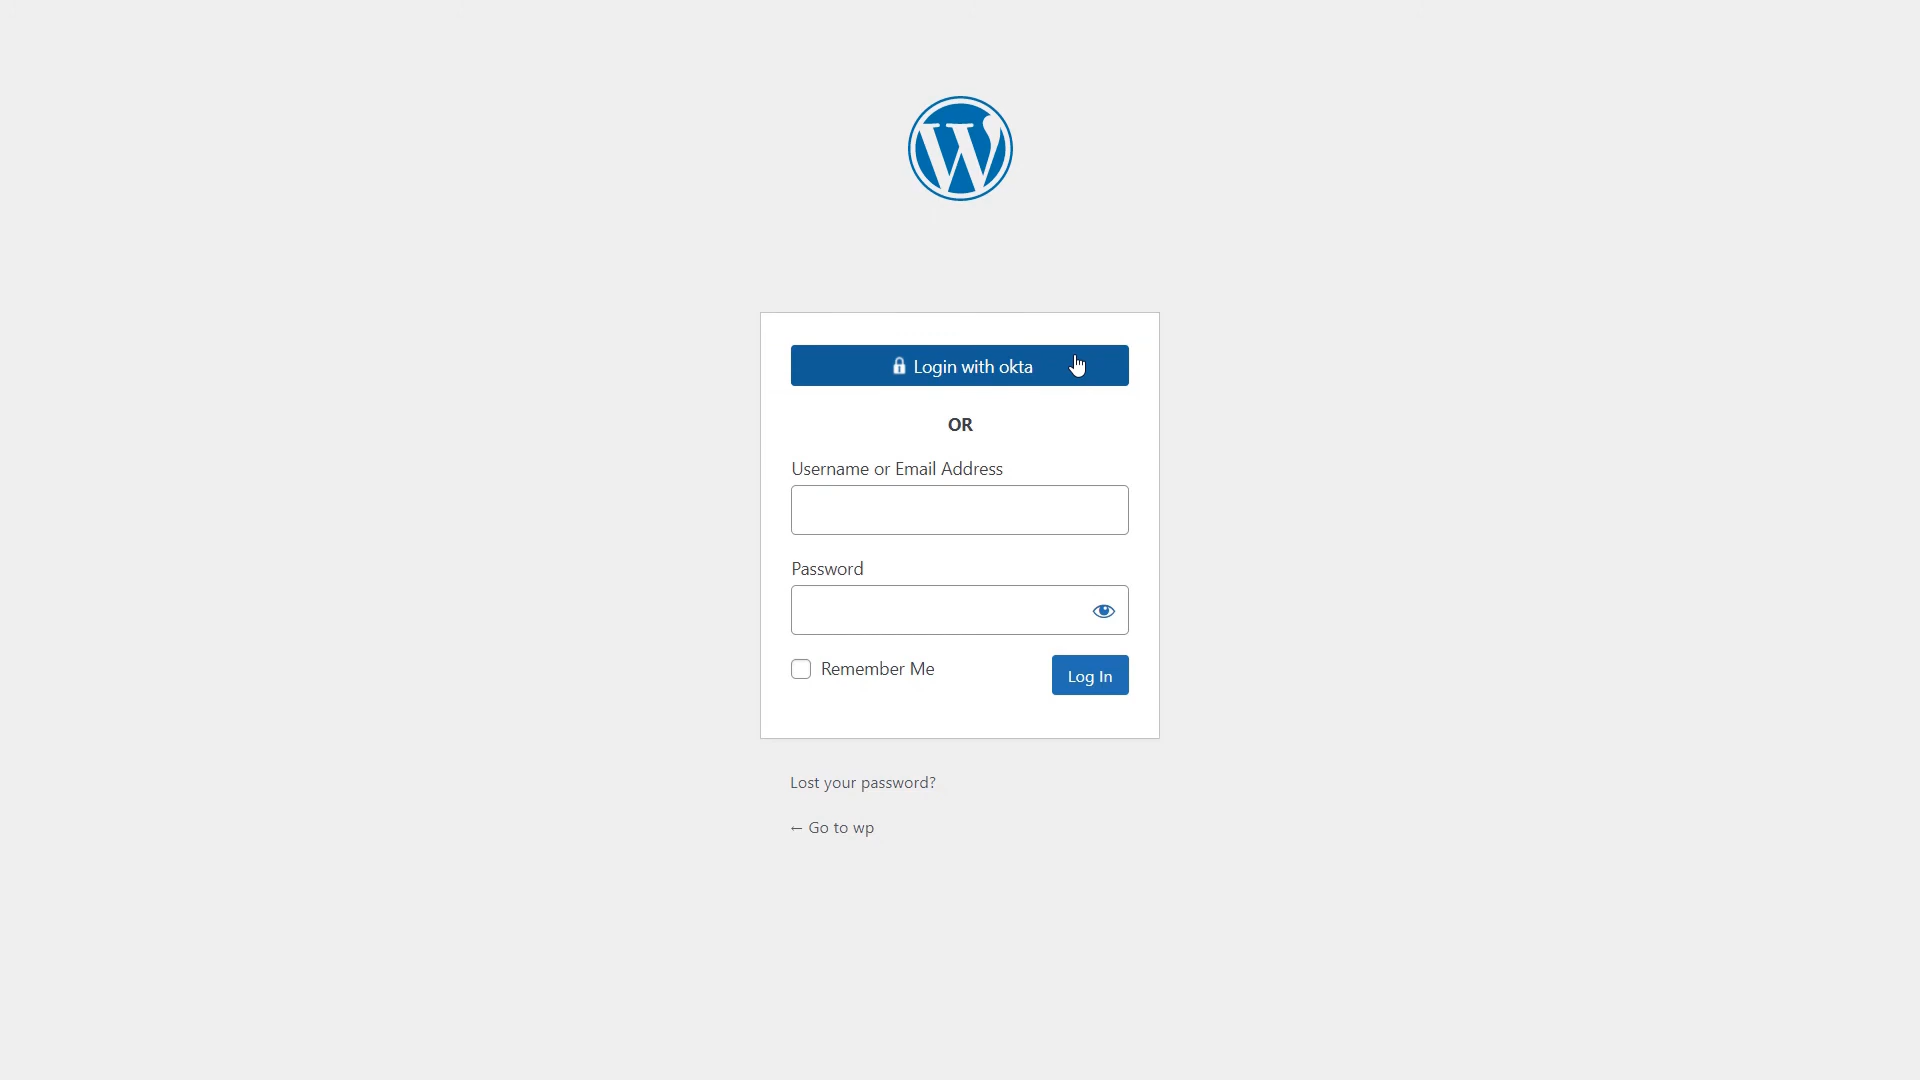 Login with okta
OR
Username or Email Address
Password
Remember Me
Log In
Lost your password?
← Go to wp